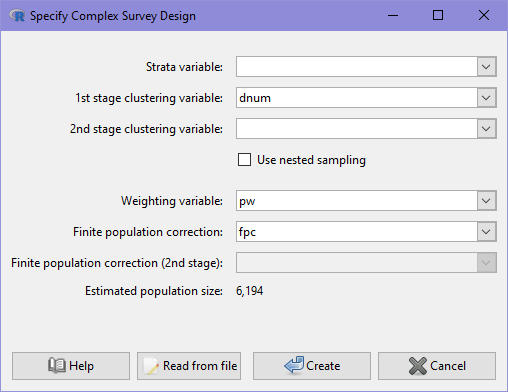 Specify Complex Survey Design
Strata variable:
1st stage clustering variable: dnum
2nd stage clustering variable:
Use nested sampling
Weighting variable: pw
Finite population correction: fpc
Finite population correction (2nd stage):
Estimated population size: 6,194
Help Read from file Create Cancel